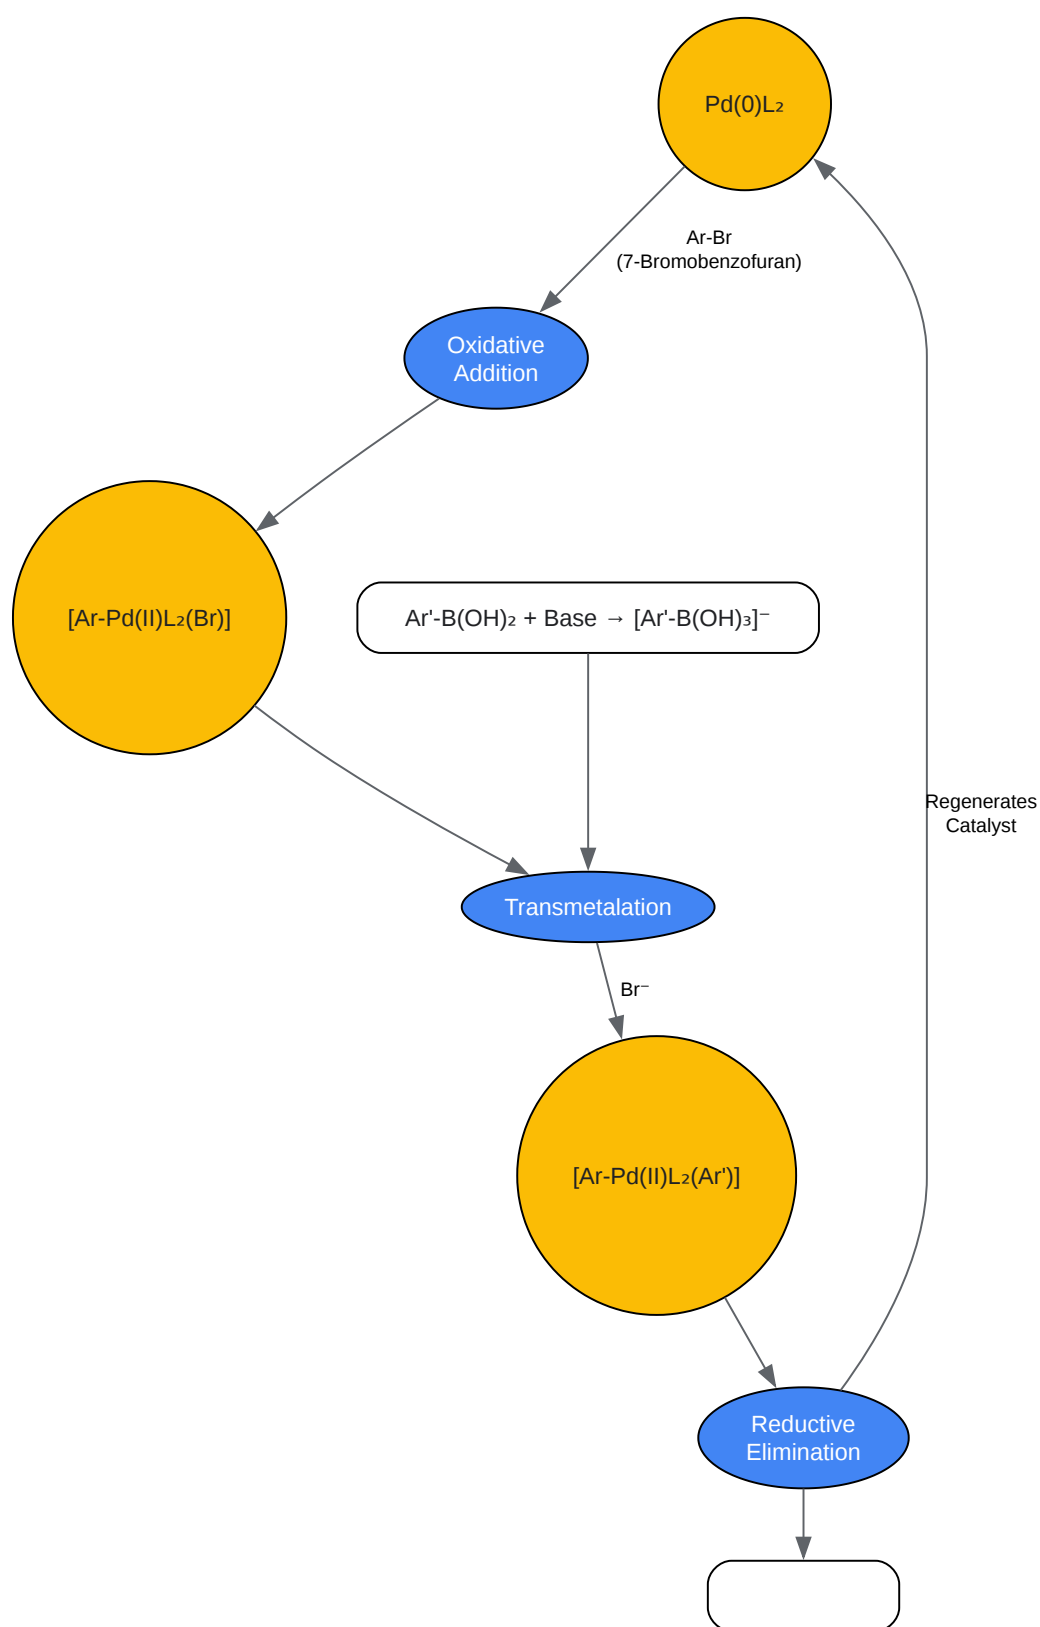 Pd(0)L₂
Ar-Br
(7-Bromobenzofuran)
Oxidative
Addition
[Ar-Pd(II)L₂(Br)]
Ar'-B(OH)₂ + Base → [Ar'-B(OH)₃]⁻
Regenerates
Catalyst
Transmetalation
Br⁻
[Ar-Pd(II)L₂(Ar')]
Reductive
Elimination